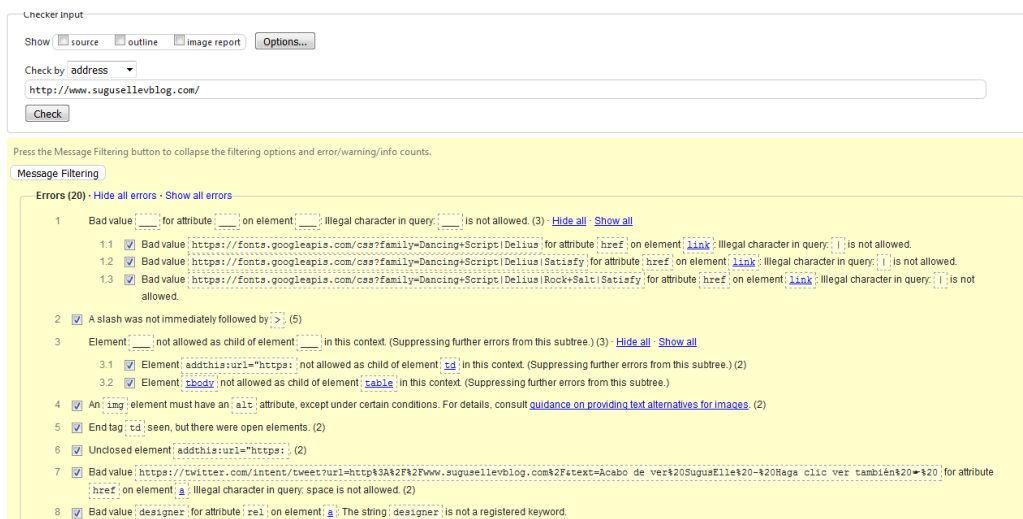 Checker Input
Show source outline image report Options...
Check by address
http://www.sugusellevblog.com/
Check
Press the Message Filtering button to collapse the filtering options and error/warning/info counts.
Message Filtering
Errors (20) · Hide all errors · Show all errors
1 Bad value ___ for attribute ___ on element ___: Illegal character in query: ___ is not allowed. (3) · Hide all · Show all
1.1 Bad value https://fonts.googleapis.com/css?family=Dancing+Script|Delius for attribute href on element link: Illegal character in query: | is not allowed.
1.2 Bad value https://fonts.googleapis.com/css?family=Dancing+Script|Delius|Satisfy for attribute href on element link: Illegal character in query: | is not allowed.
1.3 Bad value https://fonts.googleapis.com/css?family=Dancing+Script|Delius|Rock+Salt|Satisfy for attribute href on element link: Illegal character in query: | is not
allowed.
2 A slash was not immediately followed by >. (5)
3 Element ___ not allowed as child of element ___ in this context. (Suppressing further errors from this subtree.) (3) · Hide all · Show all
3.1 Element addthis:url="https: not allowed as child of element td in this context. (Suppressing further errors from this subtree.) (2)
3.2 Element tbody not allowed as child of element table in this context. (Suppressing further errors from this subtree.)
4 An img element must have an alt attribute, except under certain conditions. For details, consult guidance on providing text alternatives for images. (2)
5 End tag td seen, but there were open elements. (2)
6 Unclosed element addthis:url="https:. (2)
7 Bad value https://twitter.com/intent/tweet?url=http%3A%2F%2Fwww.sugusellevblog.com%2F&text=Acabo de ver%20SugusElle%20-%20Haga clic ver también%20☛%20 for attribute
href on element a: Illegal character in query: space is not allowed. (2)
8 Bad value designer for attribute rel on element a: The string designer is not a registered keyword.